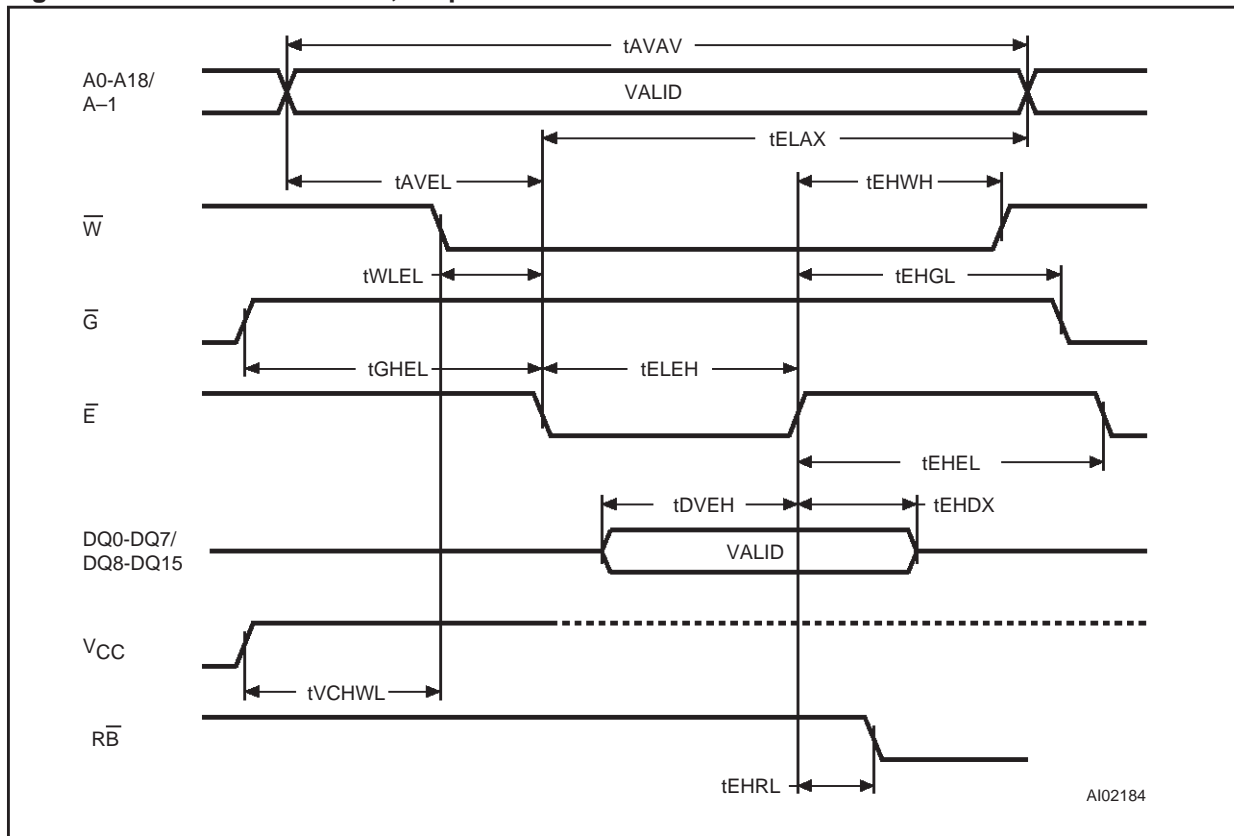 tAVAV
A0-A18/
A–1
VALID
tELAX
tAVEL
tEHWH
W̅
tWLEL
tEHGL
G̅
tGHEL
tELEH
E̅
tEHEL
tDVEH
tEHDX
DQ0-DQ7/
DQ8-DQ15
VALID
VCC
tVCHWL
RB̅
tEHRL
AI02184